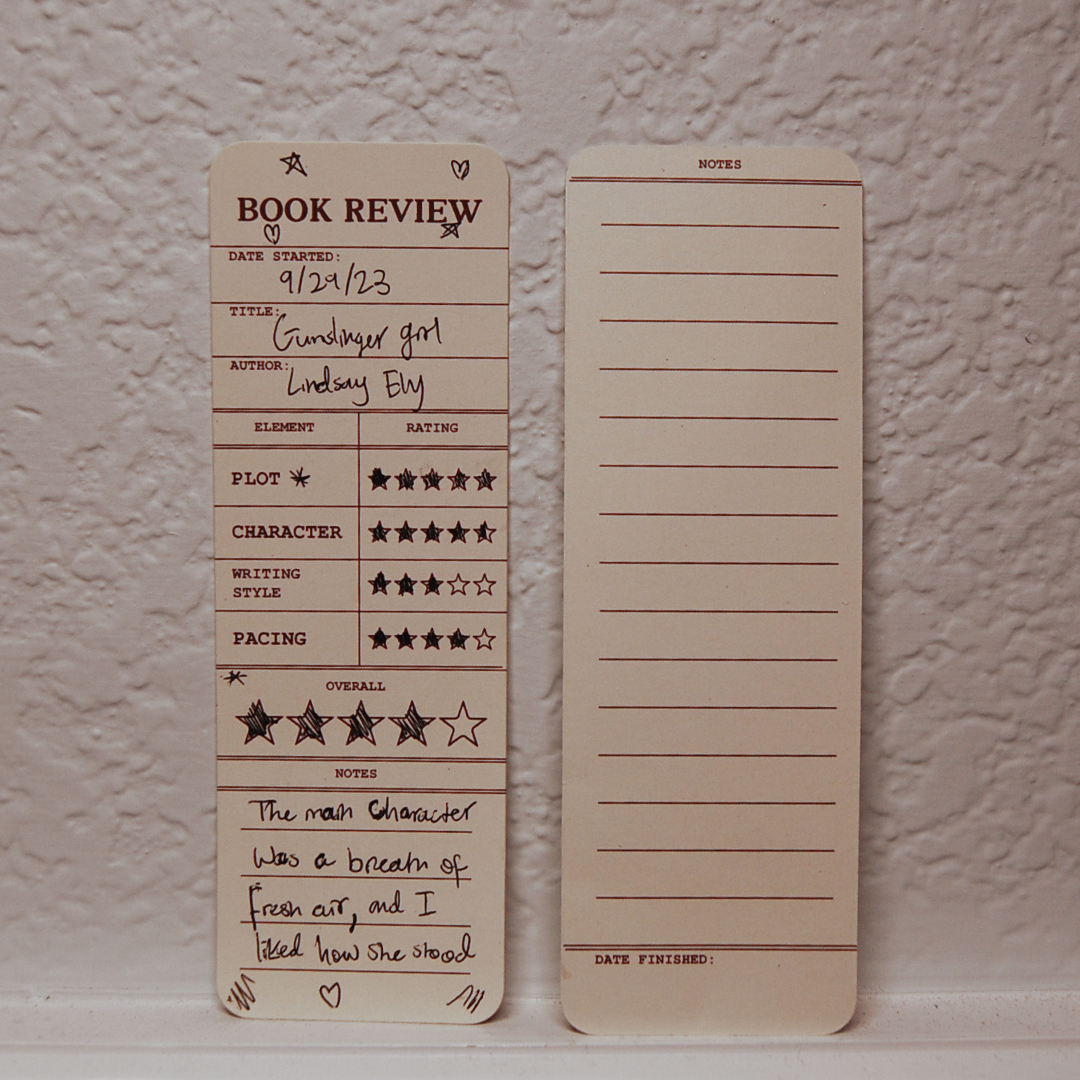 BOOK REVIEW
DATE STARTED:
9/29/23
TITLE:
Gunslinger girl
AUTHOR:
Lindsay Ely
ELEMENT RATING
PLOT
CHARACTER
WRITING
STYLE
PACING
OVERALL
NOTES
The main character
was a breath of
fresh air, and I
liked how she stood
NOTES
DATE FINISHED: